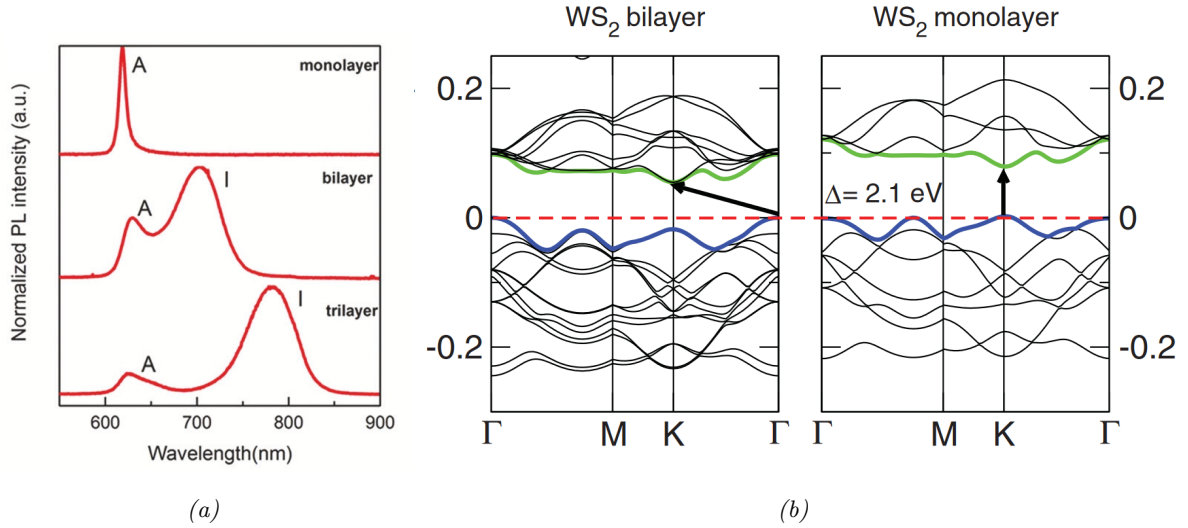 Normalized PL intensity (a.u.)
A
monolayer
bilayer
A
I
I
trilayer
A
600 700 800 900
Wavelength(nm)
(a)
WS2 bilayer WS2 monolayer
0.2 0.2
Δ= 2.1 eV
0 0
-0.2 -0.2
Γ M K Γ Γ M K Γ
(b)